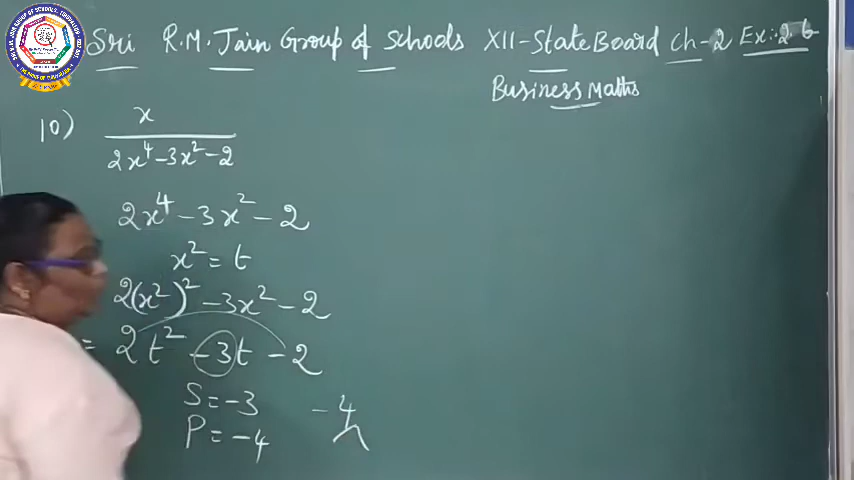 Sri R.M. Jain Group of Schools XII-State Board Ch-2 Ex:-2.6
Business Maths
10) x
2x⁴-3x²-2
2x⁴-3x²-2
x²=t
2(x²)²-3x²-2
= 2t²-3t-2
S=-3 -4
P=-4